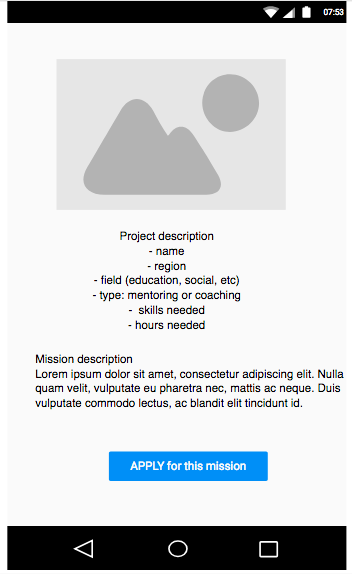 07:53
Project description
- name
- region
- field (education, social, etc)
- type: mentoring or coaching
- skills needed
- hours needed
Mission description
Lorem ipsum dolor sit amet, consectetur adipiscing elit. Nulla
quam velit, vulputate eu pharetra nec, mattis ac neque. Duis
vulputate commodo lectus, ac blandit elit tincidunt id.
APPLY for this mission